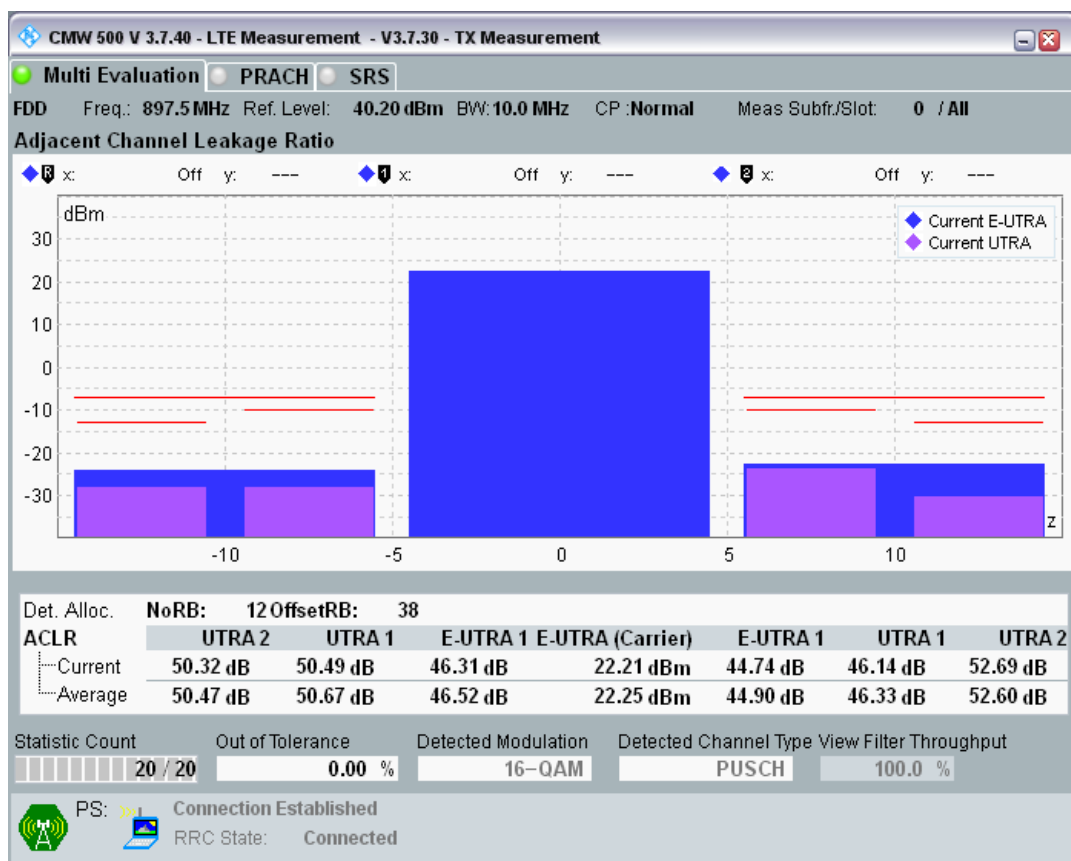 CMW 500 V 3.7.40 - LTE Measurement - V3.7.30 - TX Measurement
Multi Evaluation PRACH SRS
FDD Freq.: 897.5 MHz Ref. Level: 40.20 dBm BW: 10.0 MHz CP :Normal Meas Subfr./Slot: 0 / All
Adjacent Channel Leakage Ratio
R x: Off y: --- 1 x: Off y: --- 2 x: Off y: ---
dBm
Current E-UTRA
Current UTRA
30
20
10
0
-10
-20
-30
z
-10 -5 0 5 10
Det. Alloc. NoRB: 12 OffsetRB: 38
ACLR UTRA 2 UTRA 1 E-UTRA 1 E-UTRA (Carrier) E-UTRA 1 UTRA 1 UTRA 2
Current 50.32 dB 50.49 dB 46.31 dB 22.21 dBm 44.74 dB 46.14 dB 52.69 dB
Average 50.47 dB 50.67 dB 46.52 dB 22.25 dBm 44.90 dB 46.33 dB 52.60 dB
Statistic Count Out of Tolerance Detected Modulation Detected Channel Type View Filter Throughput
20 / 20 0.00 % 16-QAM PUSCH 100.0 %
PS: Connection Established
RRC State: Connected